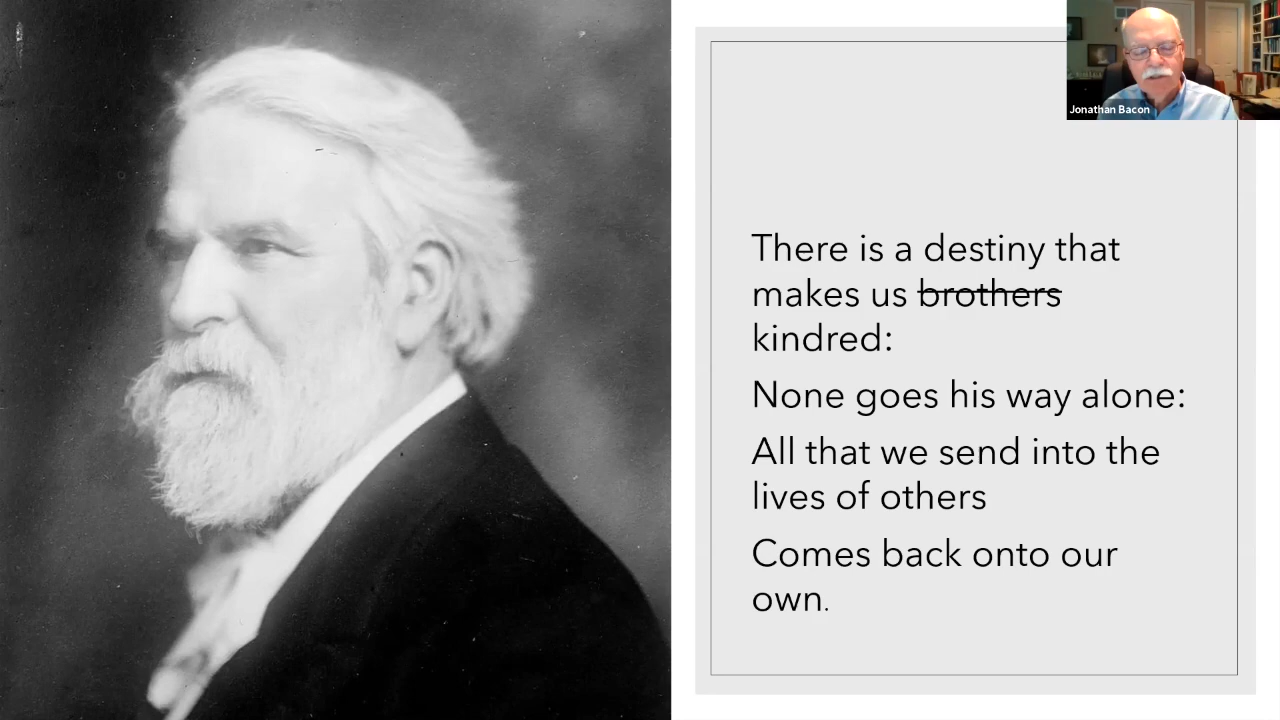 Jonathan Bacon
There is a destiny that
makes us brothers
kindred:
None goes his way alone:
All that we send into the
lives of others
Comes back onto our
own.